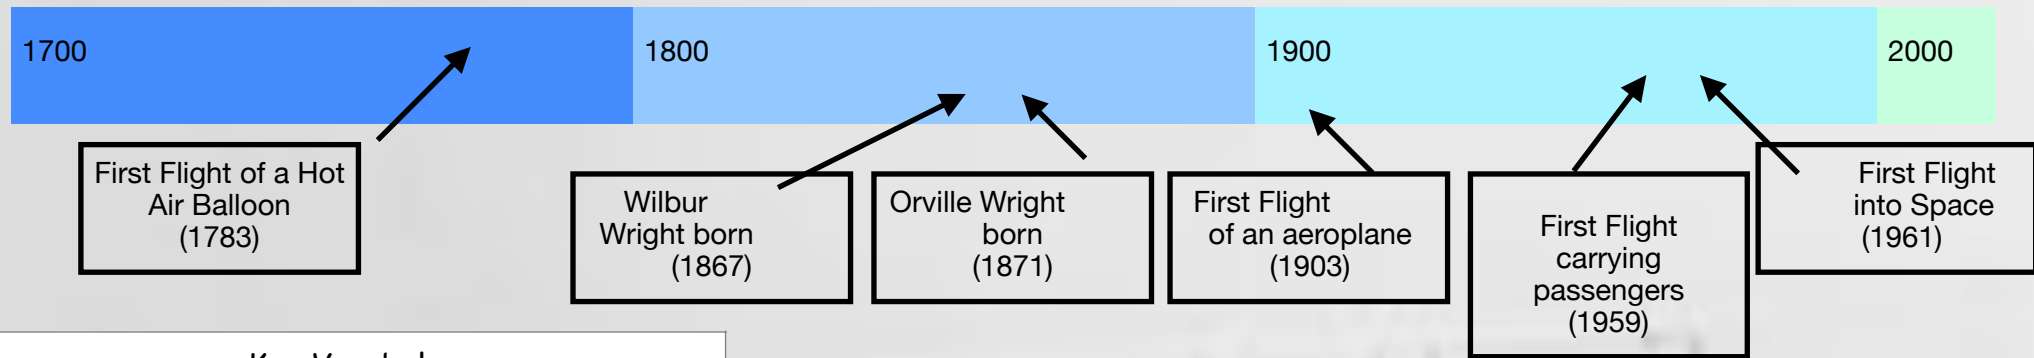 1700
1800
1900
2000
First Flight of a Hot
Air Balloon
(1783)
Wilbur
Wright born
(1867)
Orville Wright
born
(1871)
First Flight
of an aeroplane
(1903)
First Flight
carrying
passengers
(1959)
First Flight
into Space
(1961)